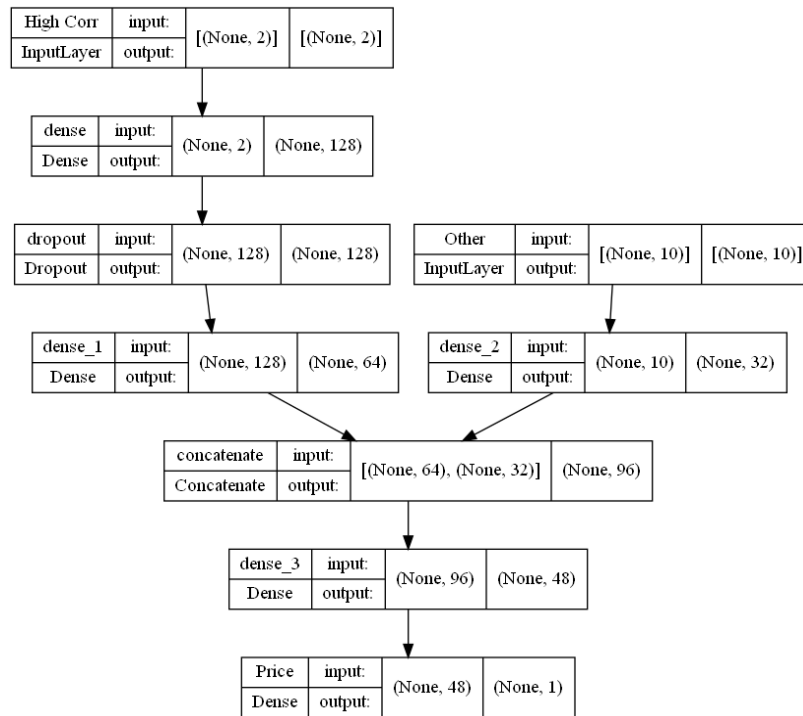 High Corr input: [(None, 2)] [(None, 2)]
InputLayer output:
dense input: (None, 2) (None, 128)
Dense output:
dropout input: (None, 128) (None, 128)
Dropout output:
Other input: [(None, 10)] [(None, 10)]
InputLayer output:
dense_1 input: (None, 128) (None, 64)
Dense output:
dense_2 input: (None, 10) (None, 32)
Dense output:
concatenate input: [(None, 64), (None, 32)] (None, 96)
Concatenate output:
dense_3 input: (None, 96) (None, 48)
Dense output:
Price input: (None, 48) (None, 1)
Dense output: